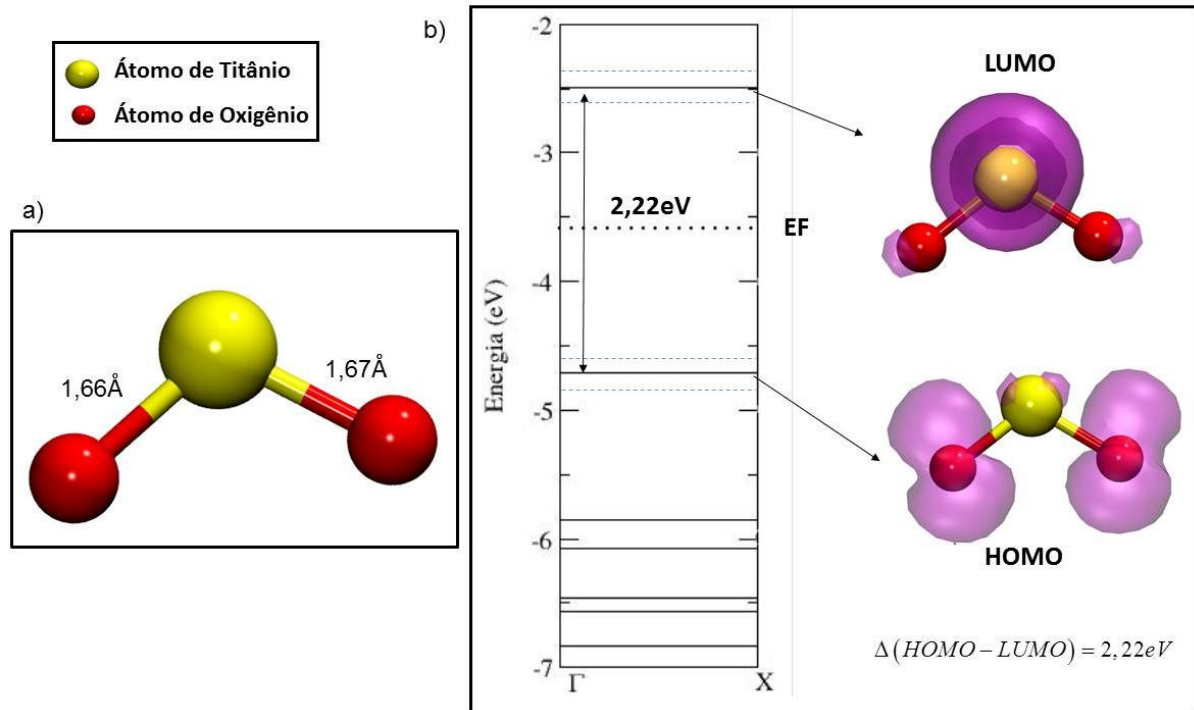 Átomo de Titânio
Átomo de Oxigênio
a)
1,66Å
1,67Å
b)
Energia (eV)
-2
-3
-4
-5
-6
-7
Γ
X
2,22eV
EF
LUMO
HOMO
Δ(HOMO – LUMO) = 2,22eV